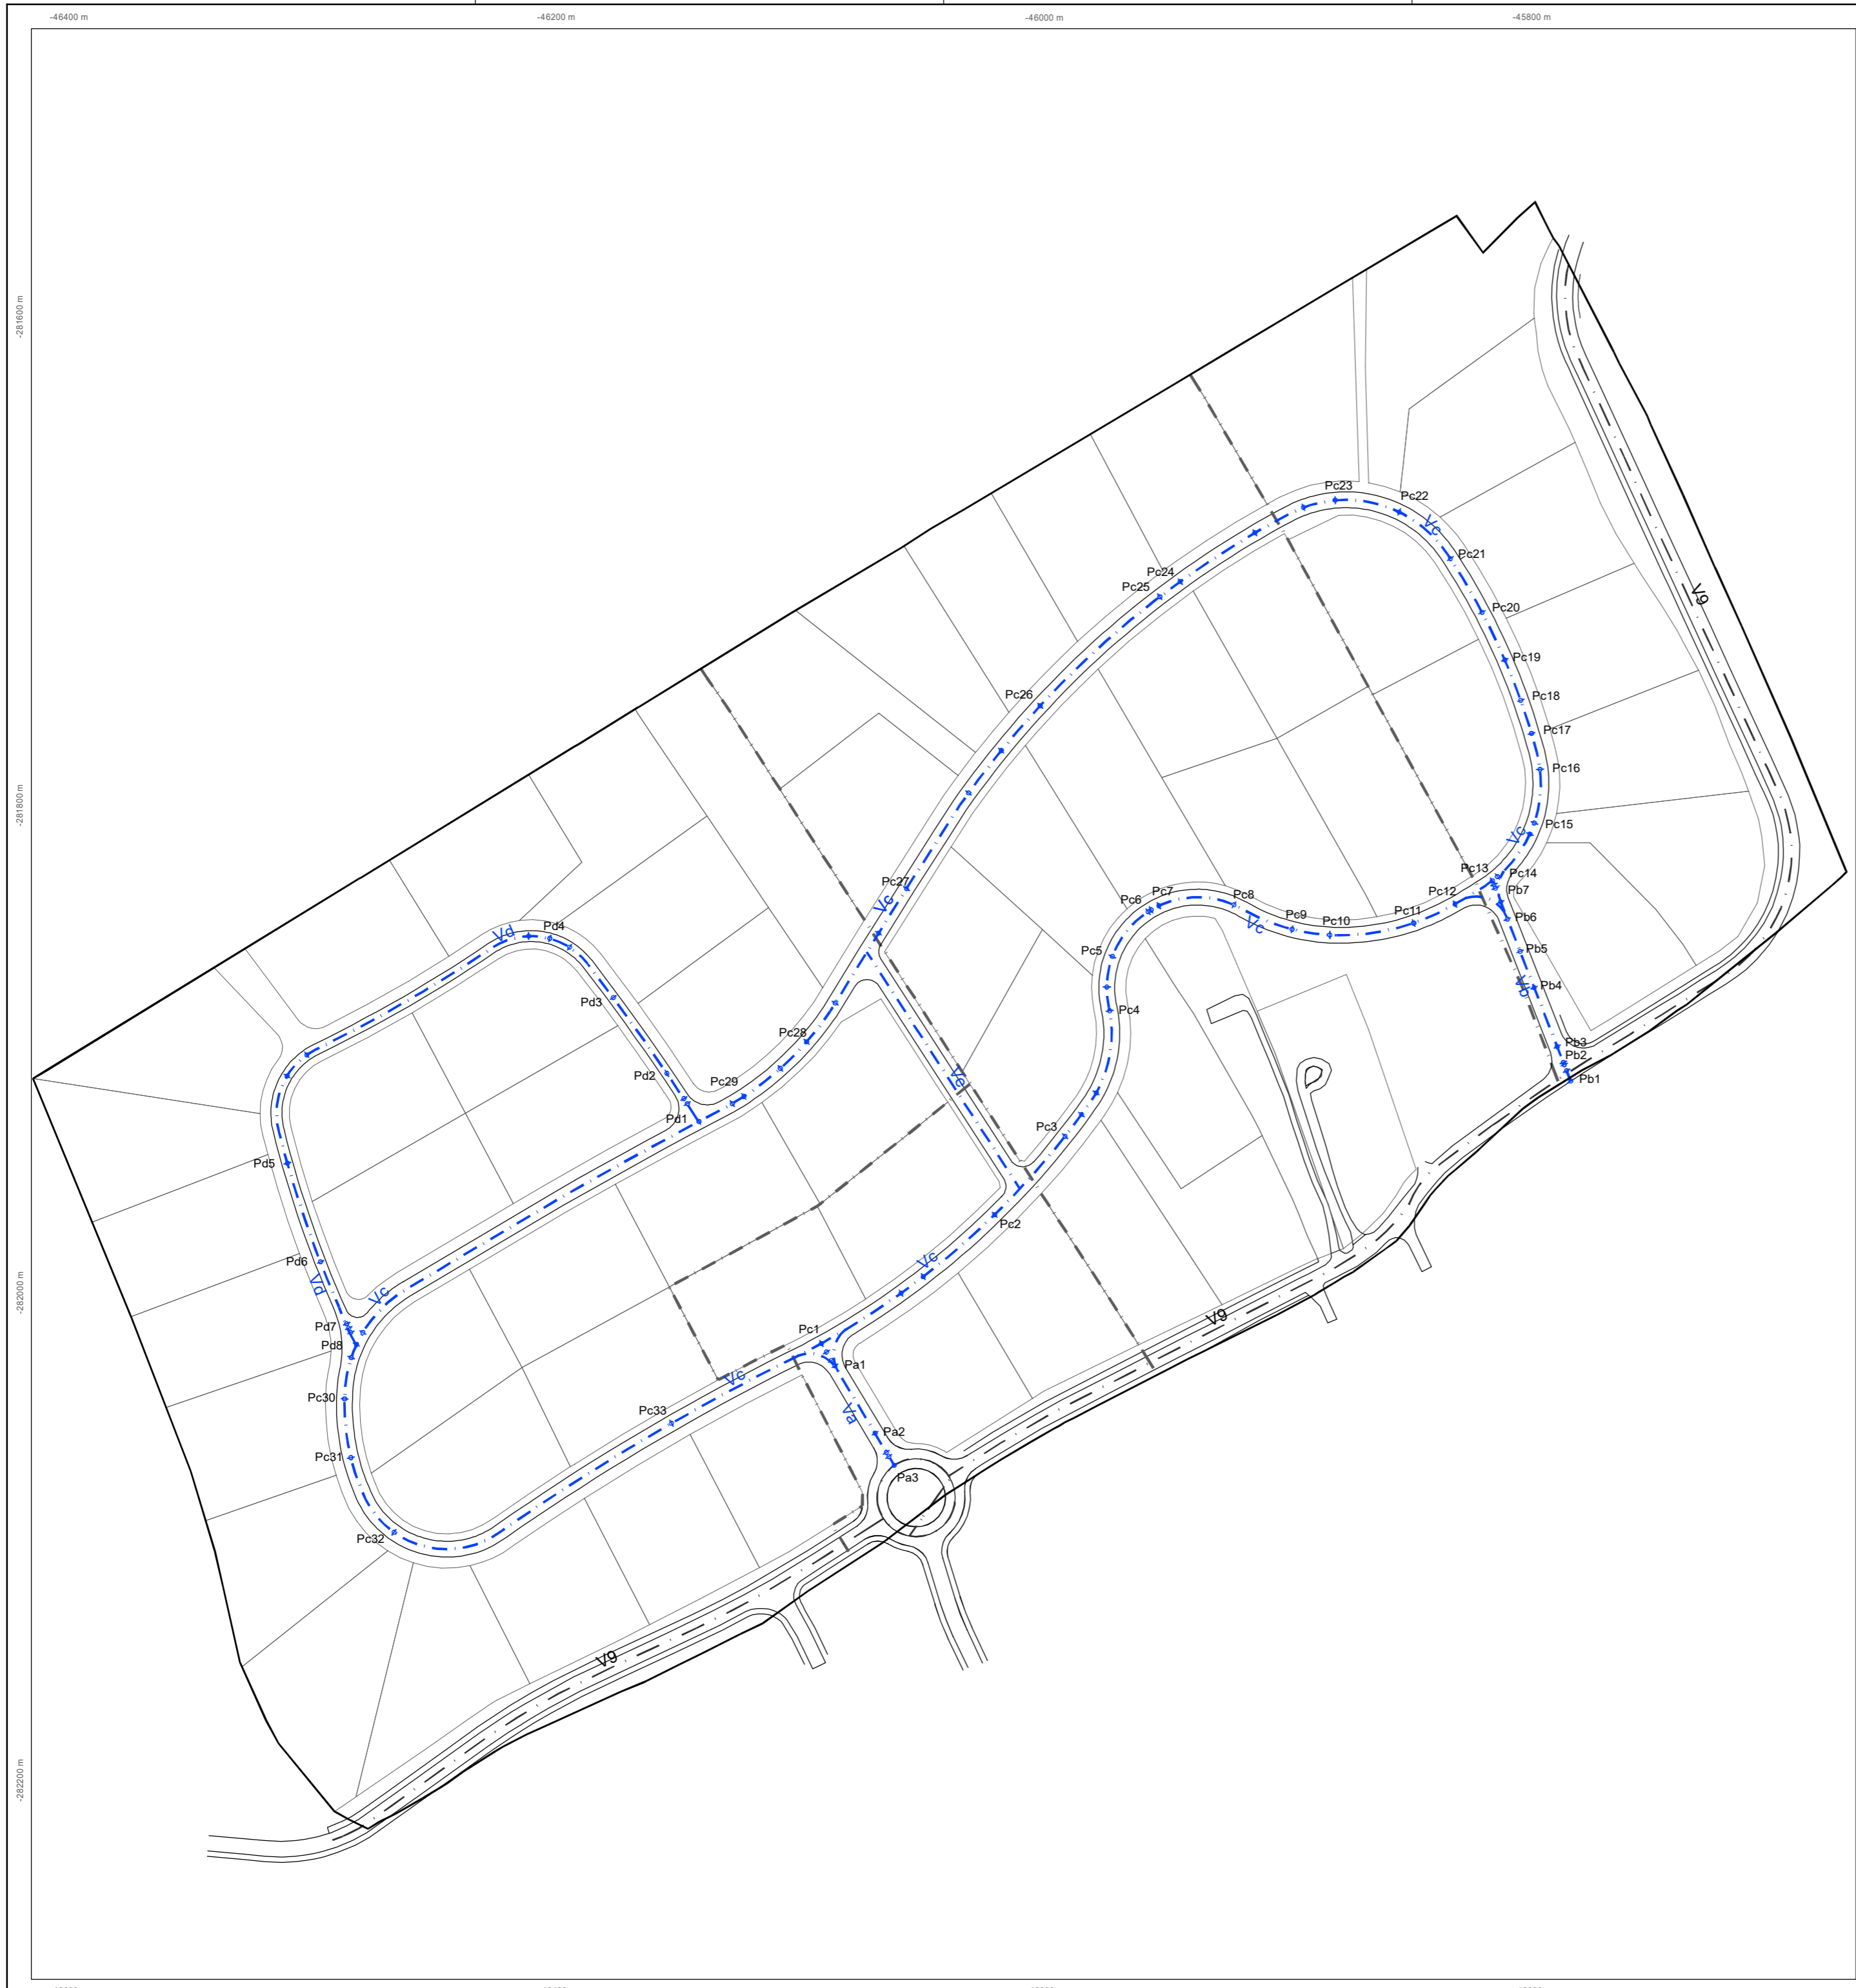 -46400 m
-46200 m
-46000 m
-45800 m
-281600 m
-281800 m
-282000 m
-282200 m
Pc23
Pc22
Vc
Pc21
Pc24
Pc25
V9
Pc20
Pc19
Pc26
Pc18
Pc17
Pc16
Pc15
Vc
Pc13
Pc14
Pc27
Vc
Pc12
Pb7
Pc6
Pc7
Pc8
Pc11
Pb6
Pc9
Pc10
Vc
Vd
Pd4
Pc5
Pb5
Pb4
Vb
Pd3
Pc4
Pc28
Pb3
Pb2
Pb1
Pd2
Pc29
Ve
Pd1
Pc3
Pd5
Pc2
Pd6
Vc
Vd
Vc
V9
Pd7
Pc1
Pd8
Pa1
Vc
Pc30
Va
Pc33
Pa2
Pc31
Pa3
Pc32
V9